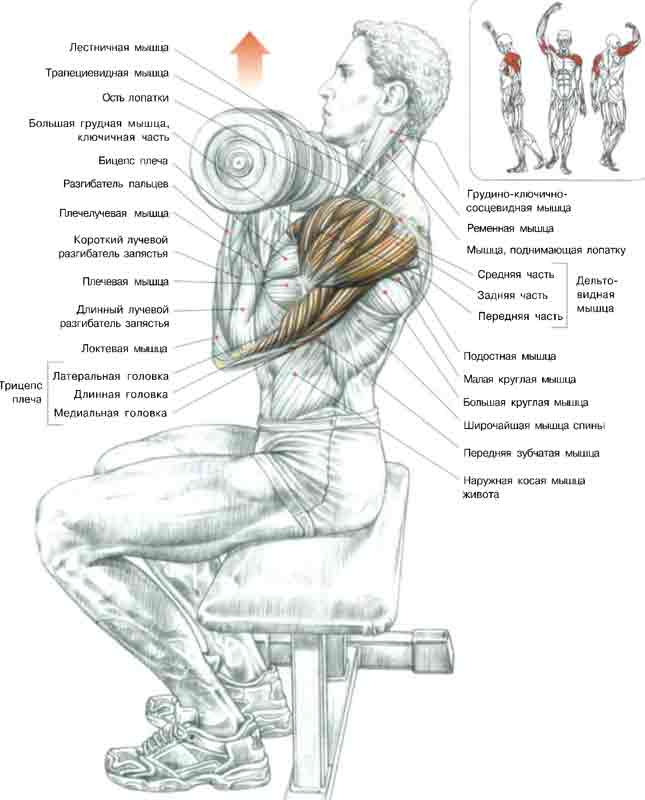 Лестничная мышца
Трапециевидная мышца
Ость лопатки
Большая грудная мышца,
ключичная часть
Бицепс плеча
Разгибатель пальцев
Плечелучевая мышца
Короткий лучевой
разгибатель запястья
Плечевая мышца
Длинный лучевой
разгибатель запястья
Локтевая мышца
Трицепс
плеча
Латеральная головка
Длинная головка
Медиальная головка
Грудино-ключично-
сосцевидная мышца
Ременная мышца
Мышца, поднимающая лопатку
Средняя часть
Задняя часть
Передняя часть
Дельто-
видная
мышца
Подостная мышца
Малая круглая мышца
Большая круглая мышца
Широчайшая мышца спины
Передняя зубчатая мышца
Наружная косая мышца
живота